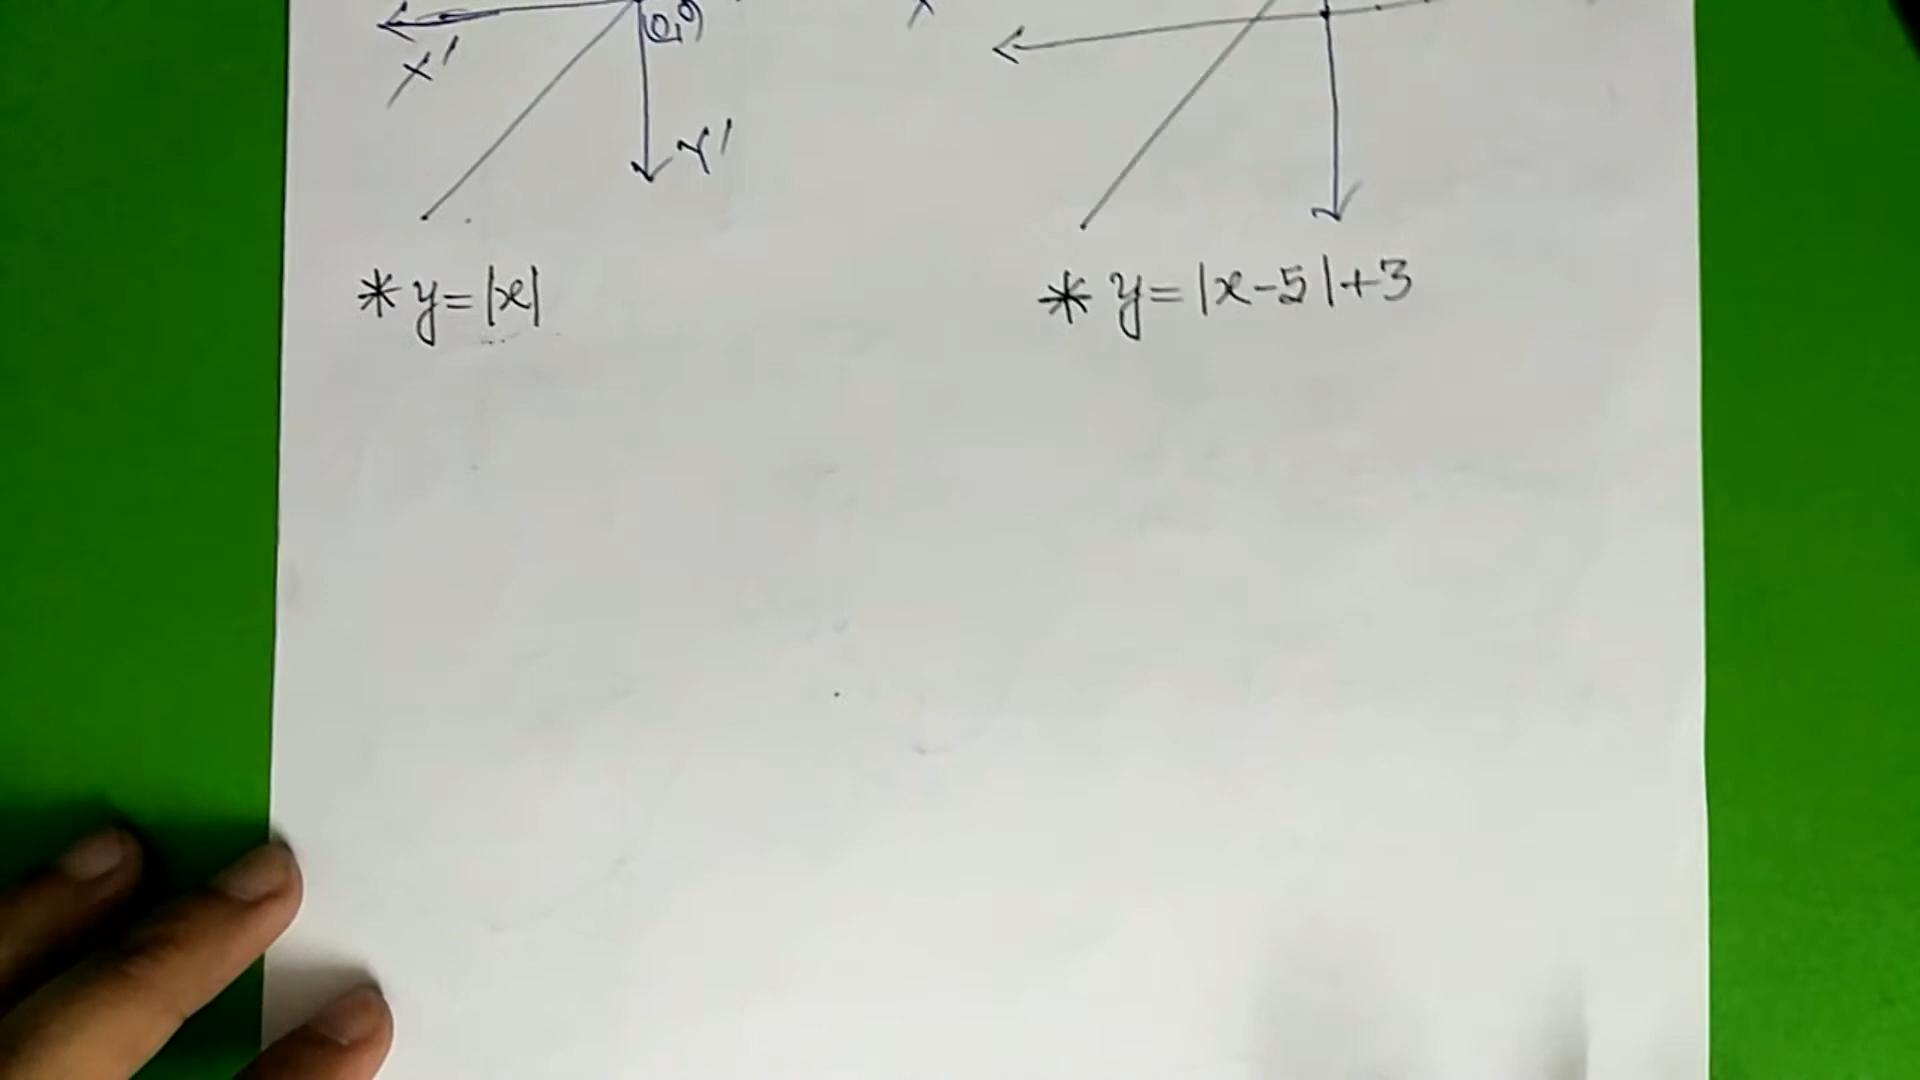 (0,0)
X'
Y'
* y=|x|
* y=|x-5|+3